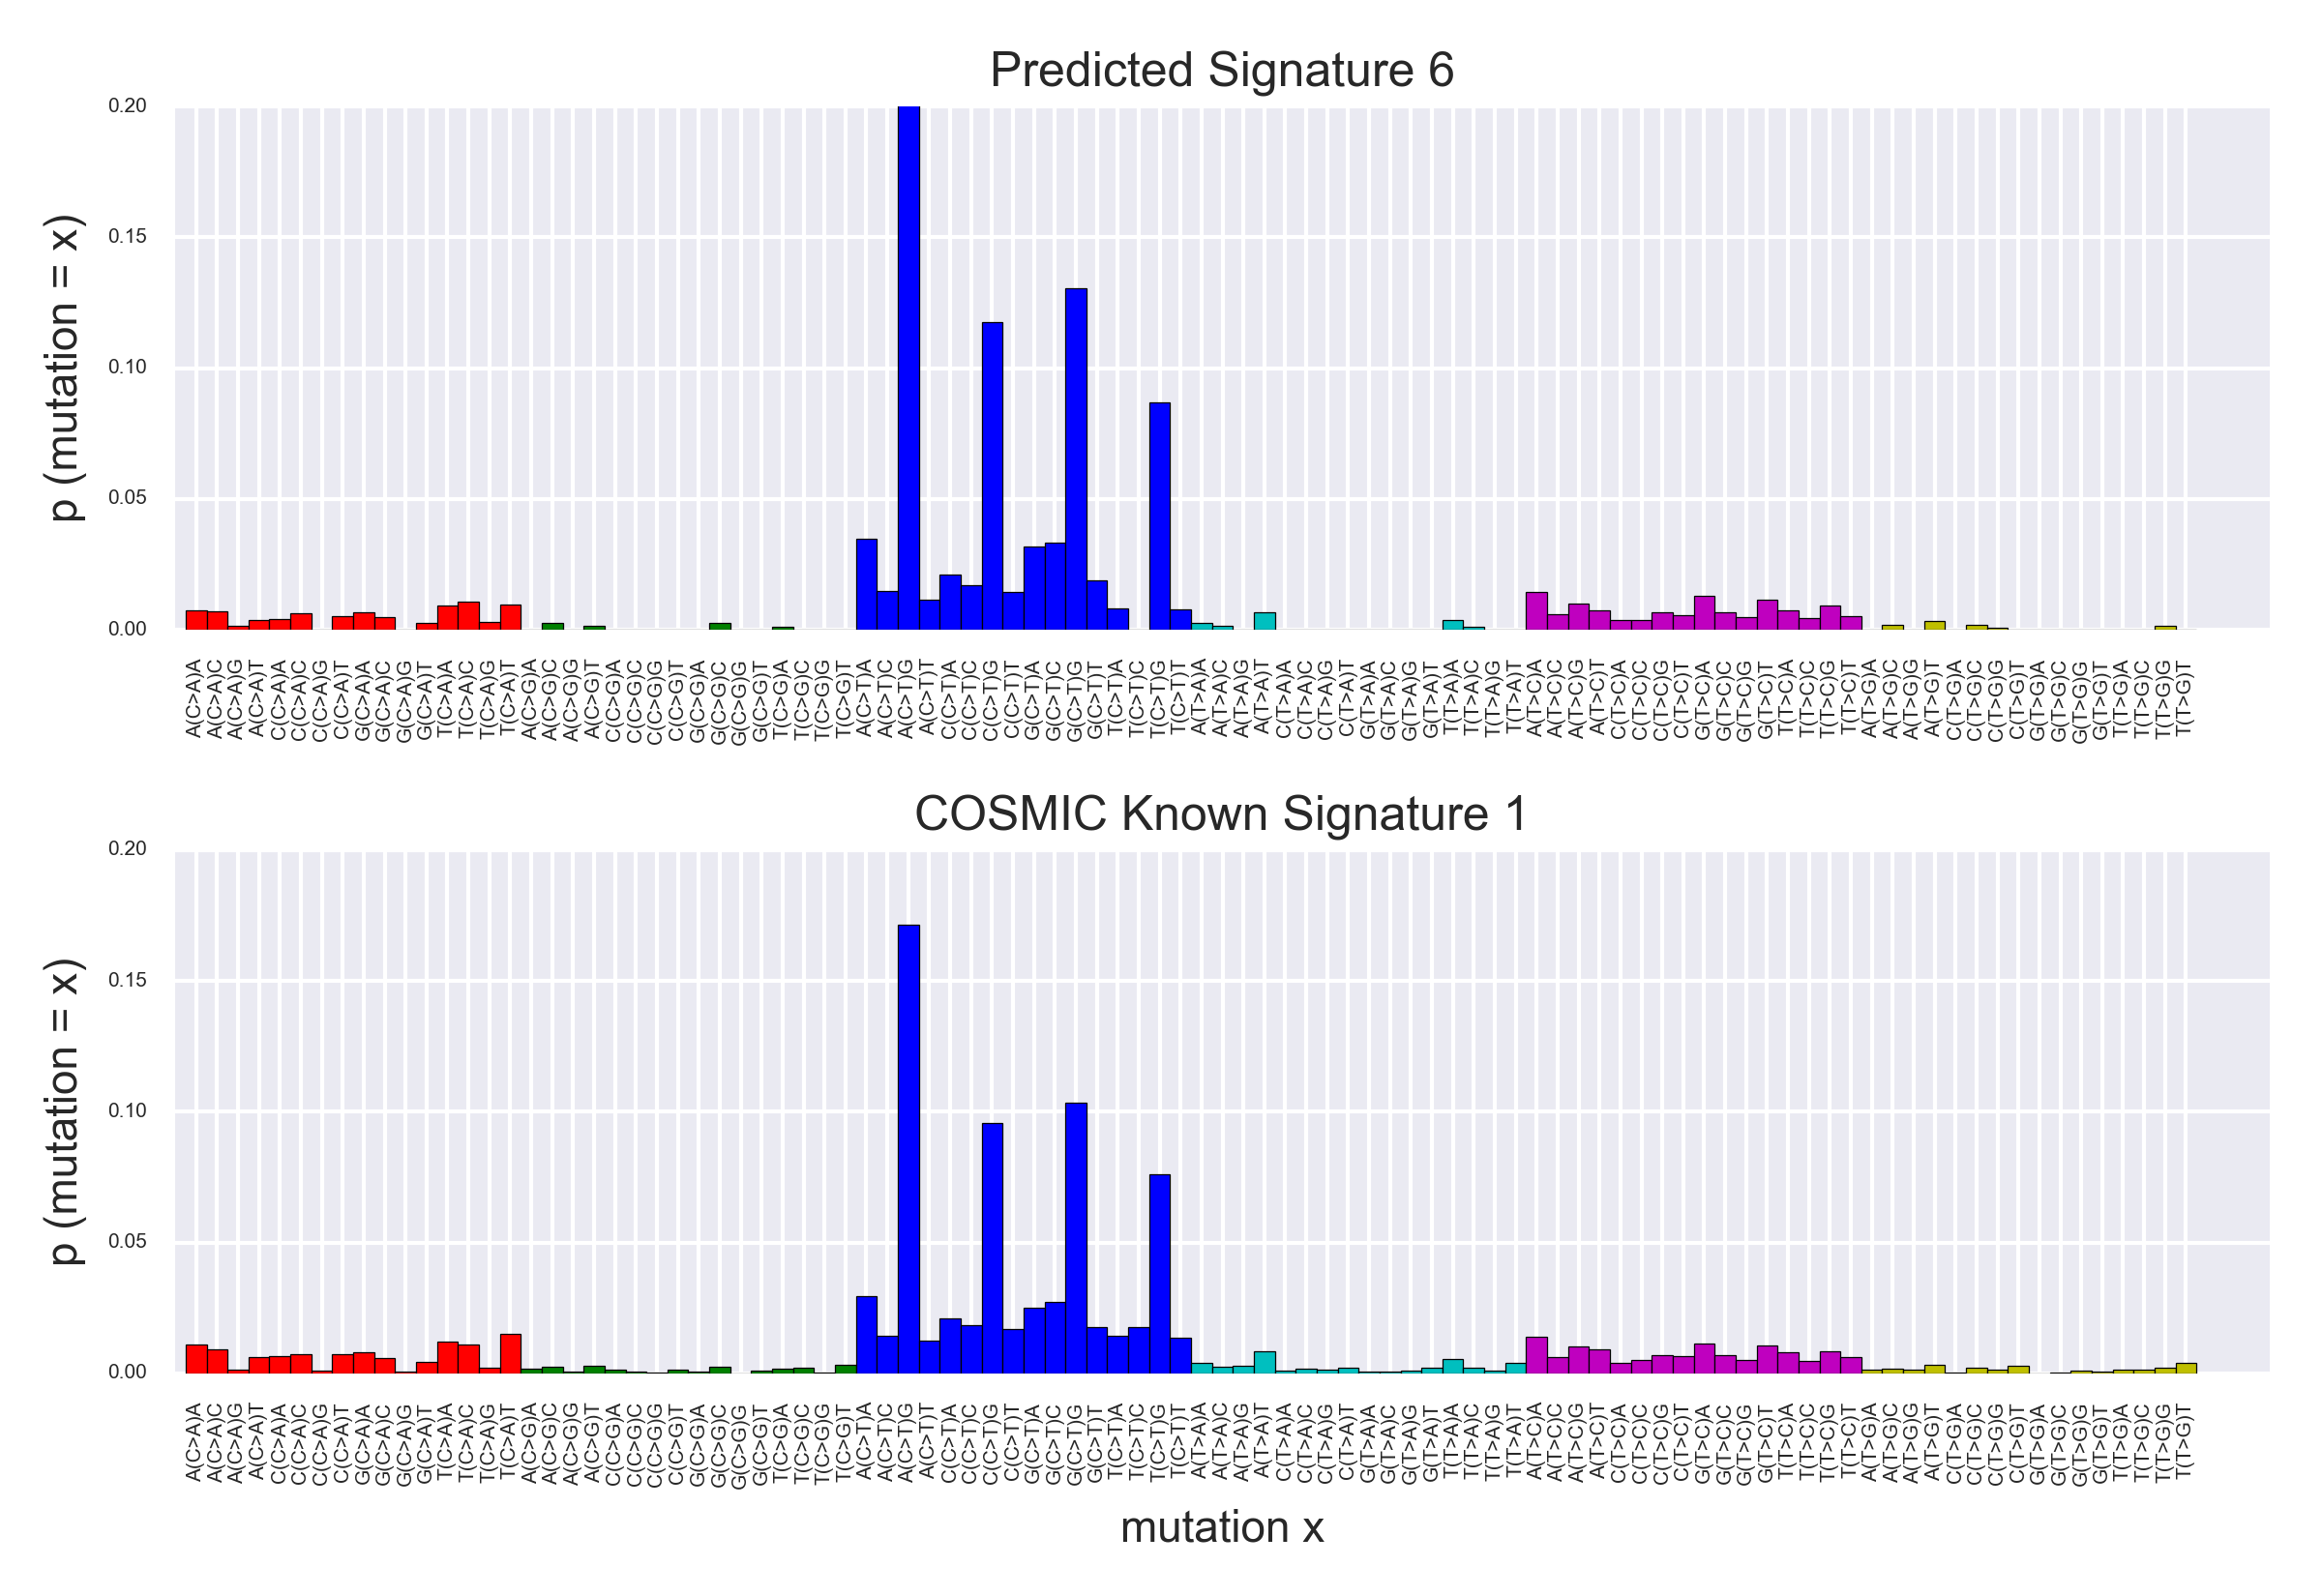 Predicted Signature 6
p (mutation = x)
0.20
0.15
0.10
0.05
0.00
A(C>A)A A(C>A)C A(C>A)G A(C>A)T C(C>A)A C(C>A)C C(C>A)G C(C>A)T G(C>A)A G(C>A)C G(C>A)G G(C>A)T T(C>A)A T(C>A)C T(C>A)G T(C>A)T A(C>G)A A(C>G)C A(C>G)G A(C>G)T C(C>G)A C(C>G)C C(C>G)G C(C>G)T G(C>G)A G(C>G)C G(C>G)G G(C>G)T T(C>G)A T(C>G)C T(C>G)G T(C>G)T A(C>T)A A(C>T)C A(C>T)G A(C>T)T C(C>T)A C(C>T)C C(C>T)G C(C>T)T G(C>T)A G(C>T)C G(C>T)G G(C>T)T T(C>T)A T(C>T)C T(C>T)G T(C>T)T A(T>A)A A(T>A)C A(T>A)G A(T>A)T C(T>A)A C(T>A)C C(T>A)G C(T>A)T G(T>A)A G(T>A)C G(T>A)G G(T>A)T T(T>A)A T(T>A)C T(T>A)G T(T>A)T A(T>C)A A(T>C)C A(T>C)G A(T>C)T C(T>C)A C(T>C)C C(T>C)G C(T>C)T G(T>C)A G(T>C)C G(T>C)G G(T>C)T T(T>C)A T(T>C)C T(T>C)G T(T>C)T A(T>G)A A(T>G)C A(T>G)G A(T>G)T C(T>G)A C(T>G)C C(T>G)G C(T>G)T G(T>G)A G(T>G)C G(T>G)G G(T>G)T T(T>G)A T(T>G)C T(T>G)G T(T>G)T
COSMIC Known Signature 1
p (mutation = x)
0.20
0.15
0.10
0.05
0.00
A(C>A)A A(C>A)C A(C>A)G A(C>A)T C(C>A)A C(C>A)C C(C>A)G C(C>A)T G(C>A)A G(C>A)C G(C>A)G G(C>A)T T(C>A)A T(C>A)C T(C>A)G T(C>A)T A(C>G)A A(C>G)C A(C>G)G A(C>G)T C(C>G)A C(C>G)C C(C>G)G C(C>G)T G(C>G)A G(C>G)C G(C>G)G G(C>G)T T(C>G)A T(C>G)C T(C>G)G T(C>G)T A(C>T)A A(C>T)C A(C>T)G A(C>T)T C(C>T)A C(C>T)C C(C>T)G C(C>T)T G(C>T)A G(C>T)C G(C>T)G G(C>T)T T(C>T)A T(C>T)C T(C>T)G T(C>T)T A(T>A)A A(T>A)C A(T>A)G A(T>A)T C(T>A)A C(T>A)C C(T>A)G C(T>A)T G(T>A)A G(T>A)C G(T>A)G G(T>A)T T(T>A)A T(T>A)C T(T>A)G T(T>A)T A(T>C)A A(T>C)C A(T>C)G A(T>C)T C(T>C)A C(T>C)C C(T>C)G C(T>C)T G(T>C)A G(T>C)C G(T>C)G G(T>C)T T(T>C)A T(T>C)C T(T>C)G T(T>C)T A(T>G)A A(T>G)C A(T>G)G A(T>G)T C(T>G)A C(T>G)C C(T>G)G C(T>G)T G(T>G)A G(T>G)C G(T>G)G G(T>G)T T(T>G)A T(T>G)C T(T>G)G T(T>G)T
mutation x